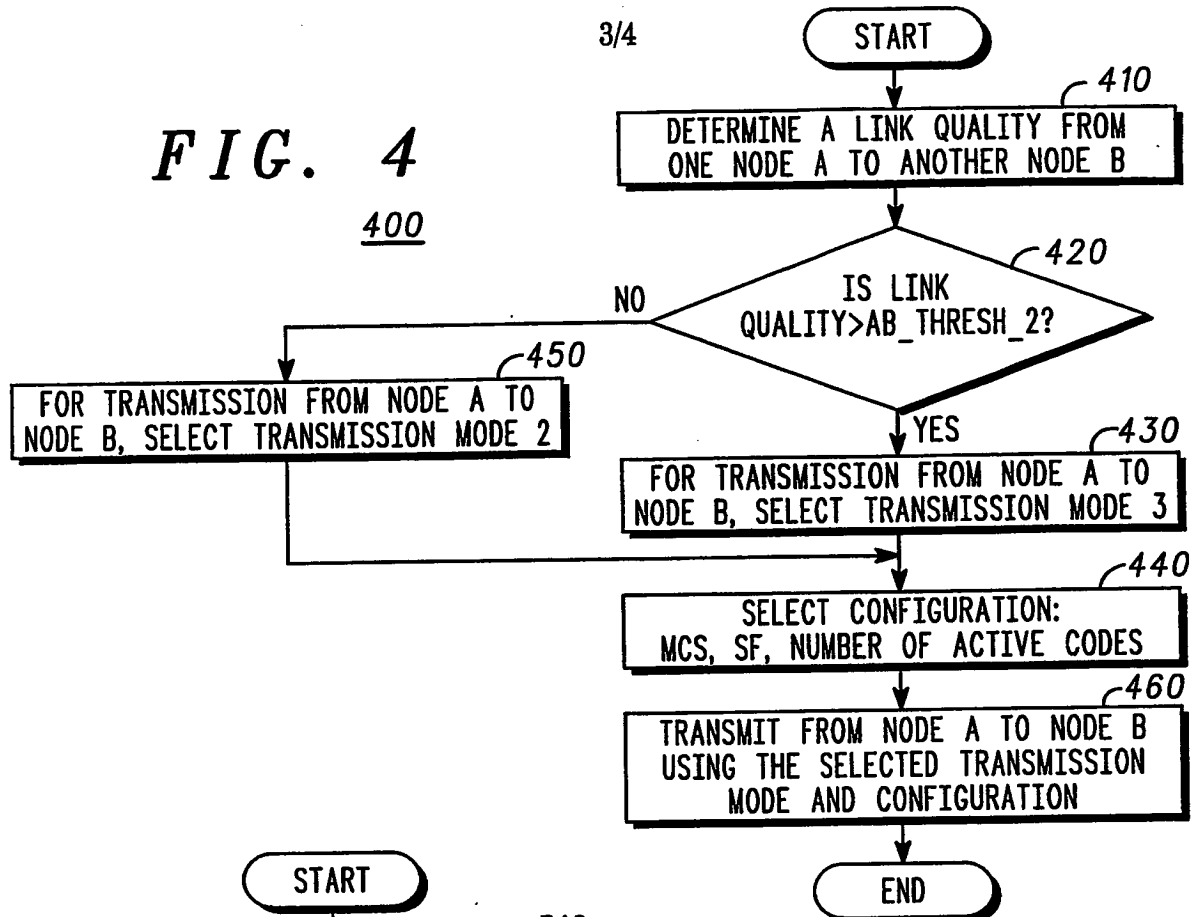 3/4
START
FIG. 4
400
410
DETERMINE A LINK QUALITY FROM
ONE NODE A TO ANOTHER NODE B
420
IS LINK
QUALITY>AB_THRESH_2?
NO
450
FOR TRANSMISSION FROM NODE A TO
NODE B, SELECT TRANSMISSION MODE 2
YES
430
FOR TRANSMISSION FROM NODE A TO
NODE B, SELECT TRANSMISSION MODE 3
440
SELECT CONFIGURATION:
MCS, SF, NUMBER OF ACTIVE CODES
460
TRANSMIT FROM NODE A TO NODE B
USING THE SELECTED TRANSMISSION
MODE AND CONFIGURATION
END
START